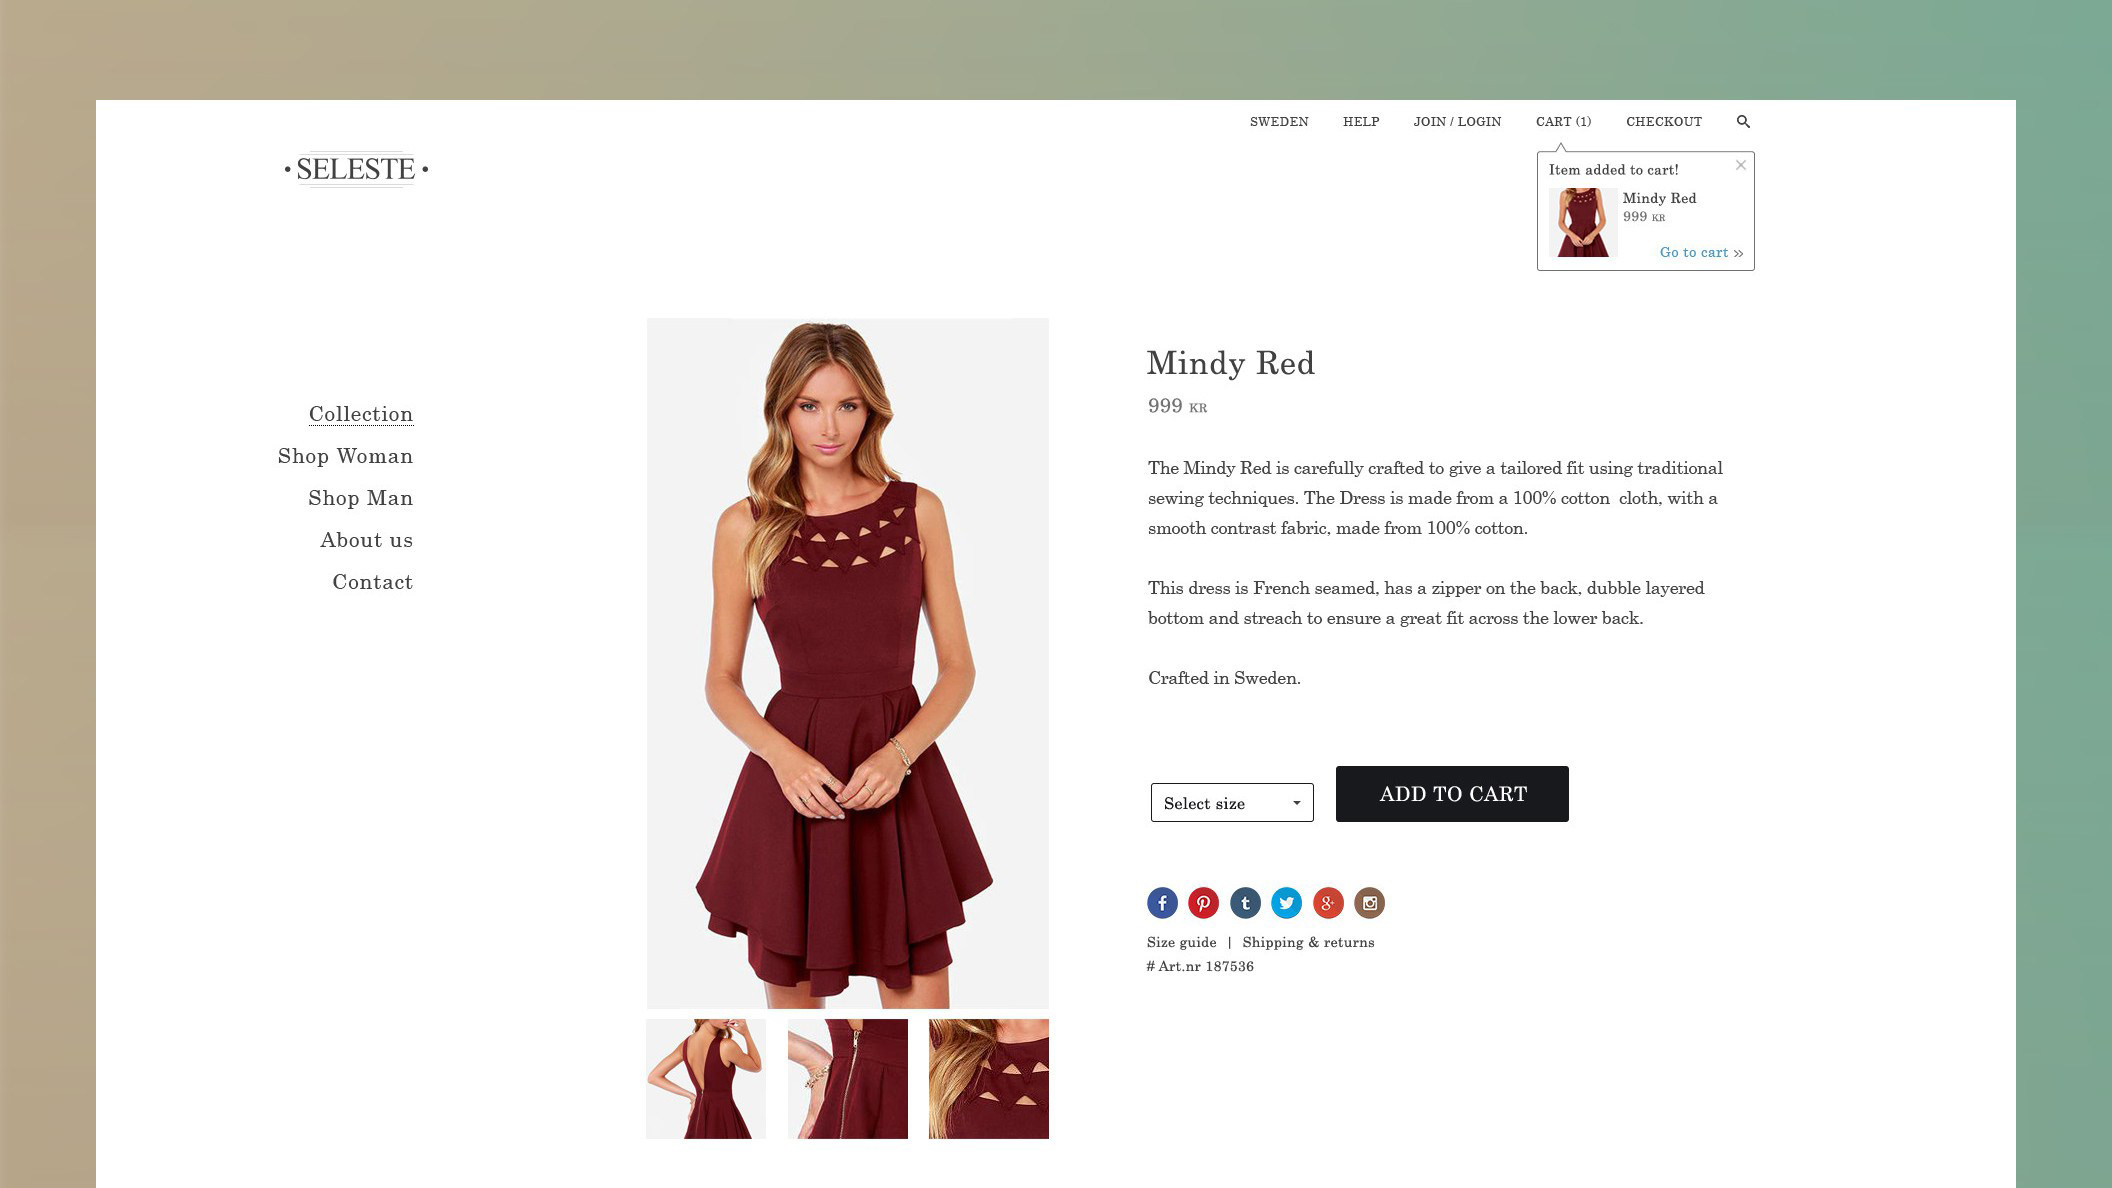 SWEDEN HELP JOIN / LOGIN CART (1) CHECKOUT
• SELESTE •
Item added to cart!
Mindy Red
999 KR
Go to cart »
Collection
Shop Woman
Shop Man
About us
Contact
Mindy Red
999 KR
The Mindy Red is carefully crafted to give a tailored fit using traditional
sewing techniques. The Dress is made from a 100% cotton cloth, with a
smooth contrast fabric, made from 100% cotton.
This dress is French seamed, has a zipper on the back, dubble layered
bottom and streach to ensure a great fit across the lower back.
Crafted in Sweden.
Select size
ADD TO CART
Size guide | Shipping & returns
# Art.nr 187536